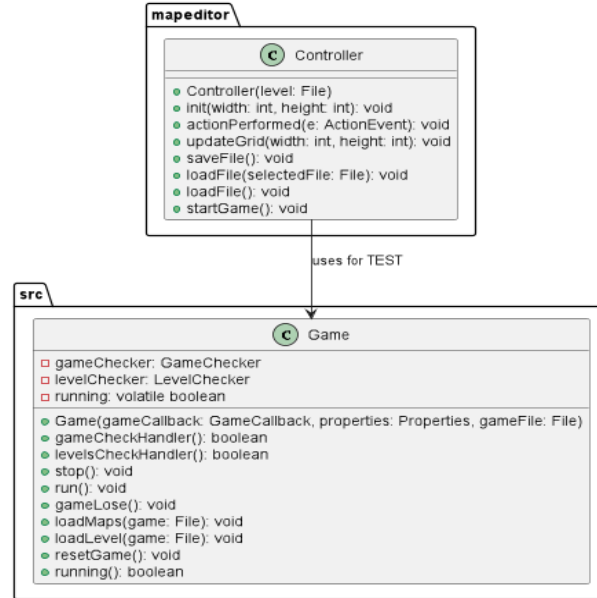 mapeditor
C Controller
Controller(level: File)
init(width: int, height: int): void
actionPerformed(e: ActionEvent): void
updateGrid(width: int, height: int): void
saveFile(): void
loadFile(selectedFile: File): void
loadFile(): void
startGame(): void
uses for TEST
src
C Game
gameChecker: GameChecker
levelChecker: LevelChecker
running: volatile boolean
Game(gameCallback: GameCallback, properties: Properties, gameFile: File)
gameCheckHandler(): boolean
levelsCheckHandler(): boolean
stop(): void
run(): void
gameLose(): void
loadMaps(game: File): void
loadLevel(game: File): void
resetGame(): void
running(): boolean